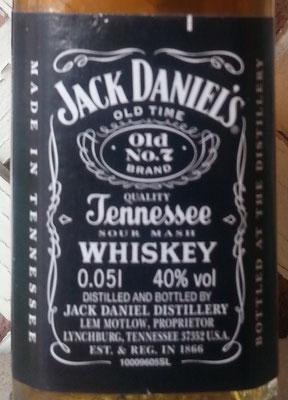 JACK DANIEL'S
OLD TIME
Old
No.7
BRAND
QUALITY
Tennessee
SOUR MASH
WHISKEY
0.05l 40% vol
DISTILLED AND BOTTLED BY
JACK DANIEL DISTILLERY
LEM MOTLOW, PROPRIETOR
LYNCHBURG, TENNESSEE 37352 U.S.A.
EST. & REG. IN 1866
10009605SL
MADE IN TENNESSEE
BOTTLED AT THE DISTILLERY